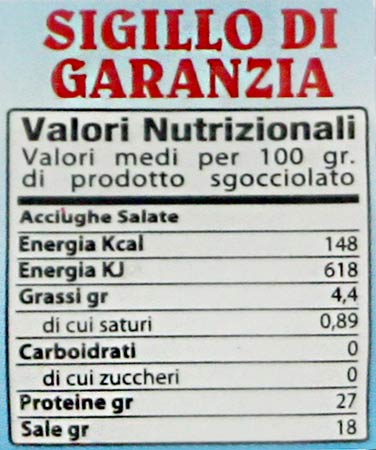 SIGILLO DI
GARANZIA
Valori Nutrizionali
Valori medi per 100 gr.
di prodotto sgocciolato
Acciughe Salate
Energia Kcal 148
Energia KJ 618
Grassi gr 4,4
di cui saturi 0,89
Carboidrati 0
di cui zuccheri 0
Proteine gr 27
Sale gr 18